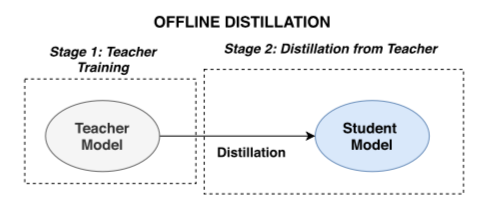 OFFLINE DISTILLATION
Stage 1: Teacher
Training
Stage 2: Distillation from Teacher
Teacher
Model
Distillation
Student
Model